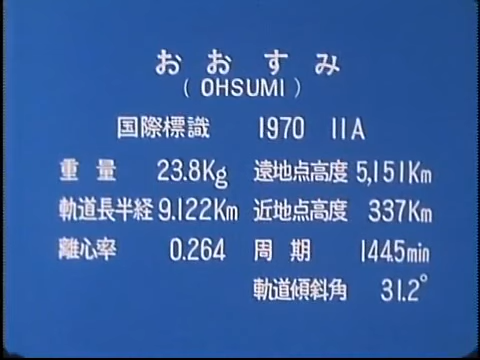 おおすみ
(OHSUMI)
国際標識 1970 11A
重量 23.8Kg 遠地点高度 5,151Km
軌道長半経 9.122Km 近地点高度 337Km
離心率 0.264 周期 144.5min
軌道傾斜角 31.2°